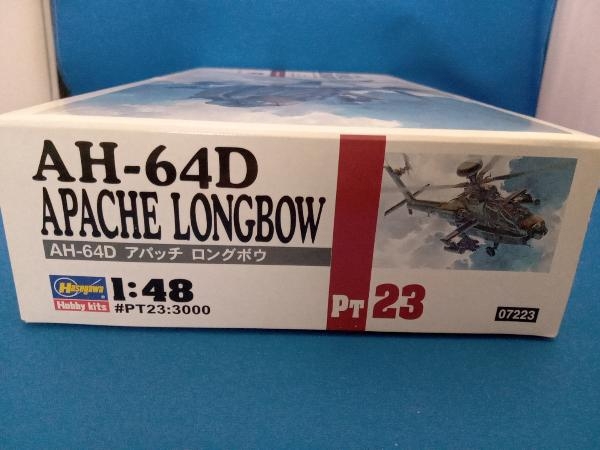 AH-64D
APACHE LONGBOW
AH-64D アパッチ ロングボウ
Hasegawa
Hobby kits
1:48
#PT23:3000
PT 23
07223